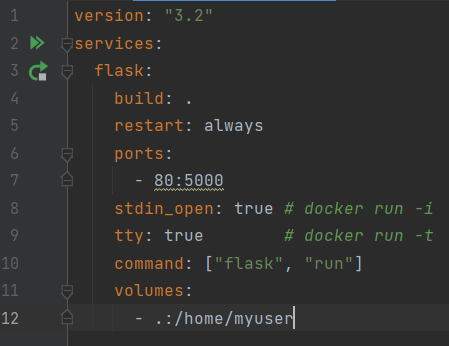 1 version: "3.2"
2 services:
3   flask:
4     build: .
5     restart: always
6     ports:
7       - 80:5000
8     stdin_open: true # docker run -i
9     tty: true        # docker run -t
10     command: ["flask", "run"]
11     volumes:
12       - .:/home/myuser